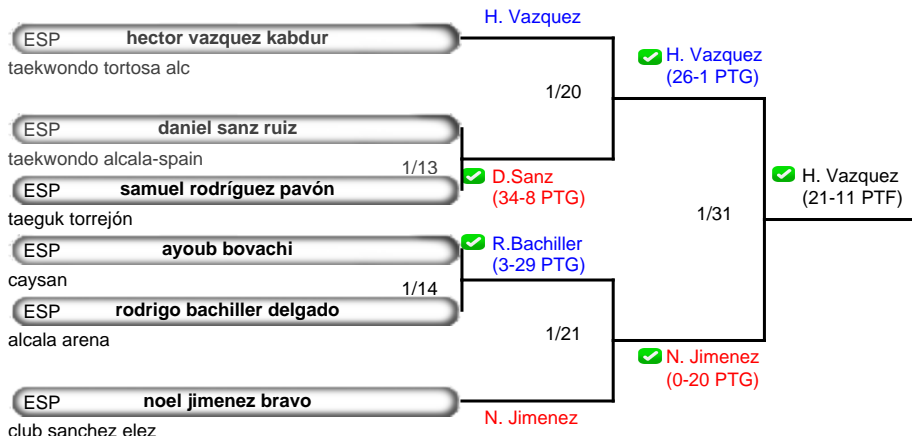 H. Vazquez
ESP hector vazquez kabdur
taekwondo tortosa alc
H. Vazquez
(26-1 PTG)
1/20
ESP daniel sanz ruiz
taekwondo alcala-spain
1/13
D.Sanz
(34-8 PTG)
ESP samuel rodríguez pavón
taeguk torrejón
H. Vazquez
(21-11 PTF)
1/31
ESP ayoub bovachi
caysan
R.Bachiller
(3-29 PTG)
1/14
ESP rodrigo bachiller delgado
alcala arena
1/21
N. Jimenez
(0-20 PTG)
ESP noel jimenez bravo
club sanchez elez
N. Jimenez